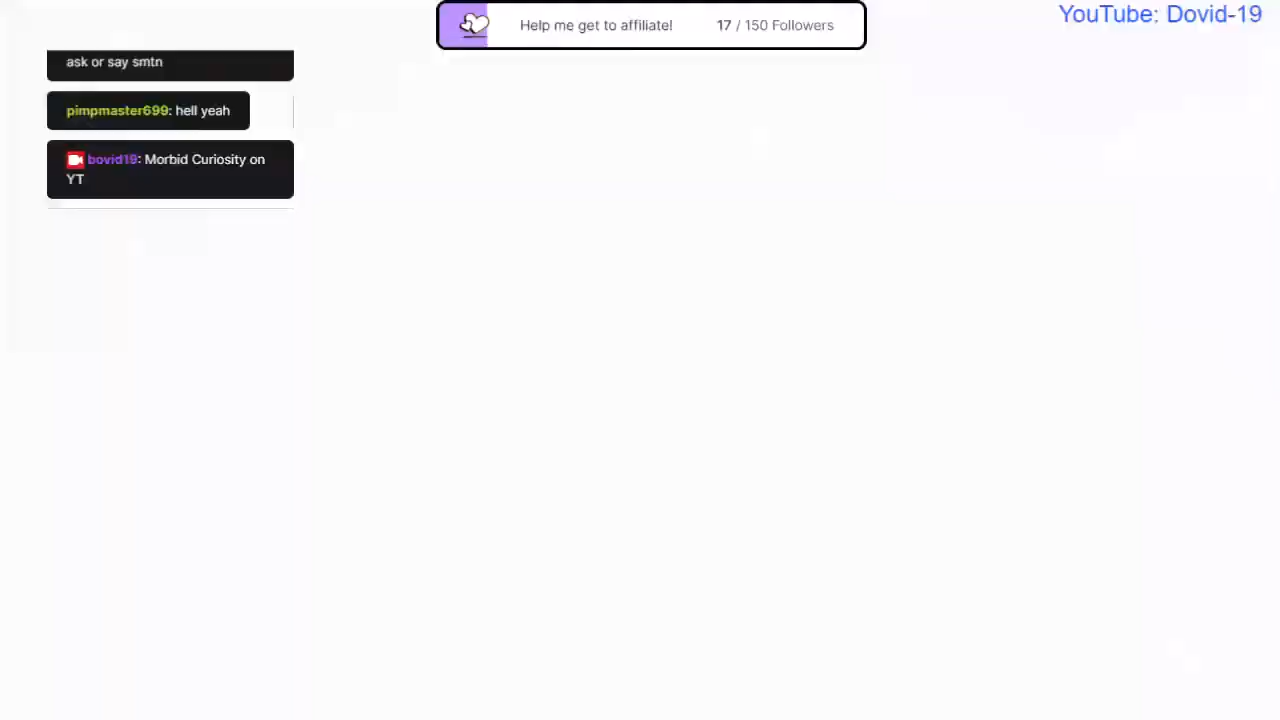 Help me get to affiliate! 17 / 150 Followers
YouTube: Dovid-19
ask or say smtn
pimpmaster699: hell yeah
bovid19: Morbid Curiosity on
YT